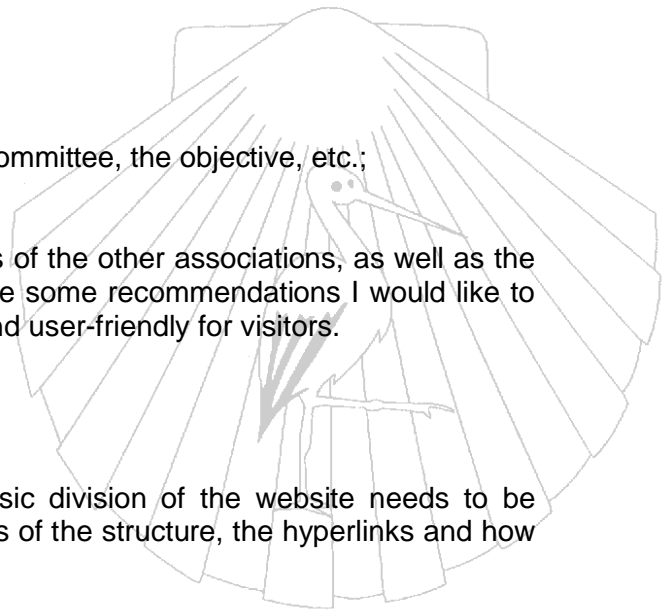 ommittee, the objective, etc.;
s of the other associations, as well as the
e some recommendations I would like to
nd user-friendly for visitors.
sic division of the website needs to be
s of the structure, the hyperlinks and how